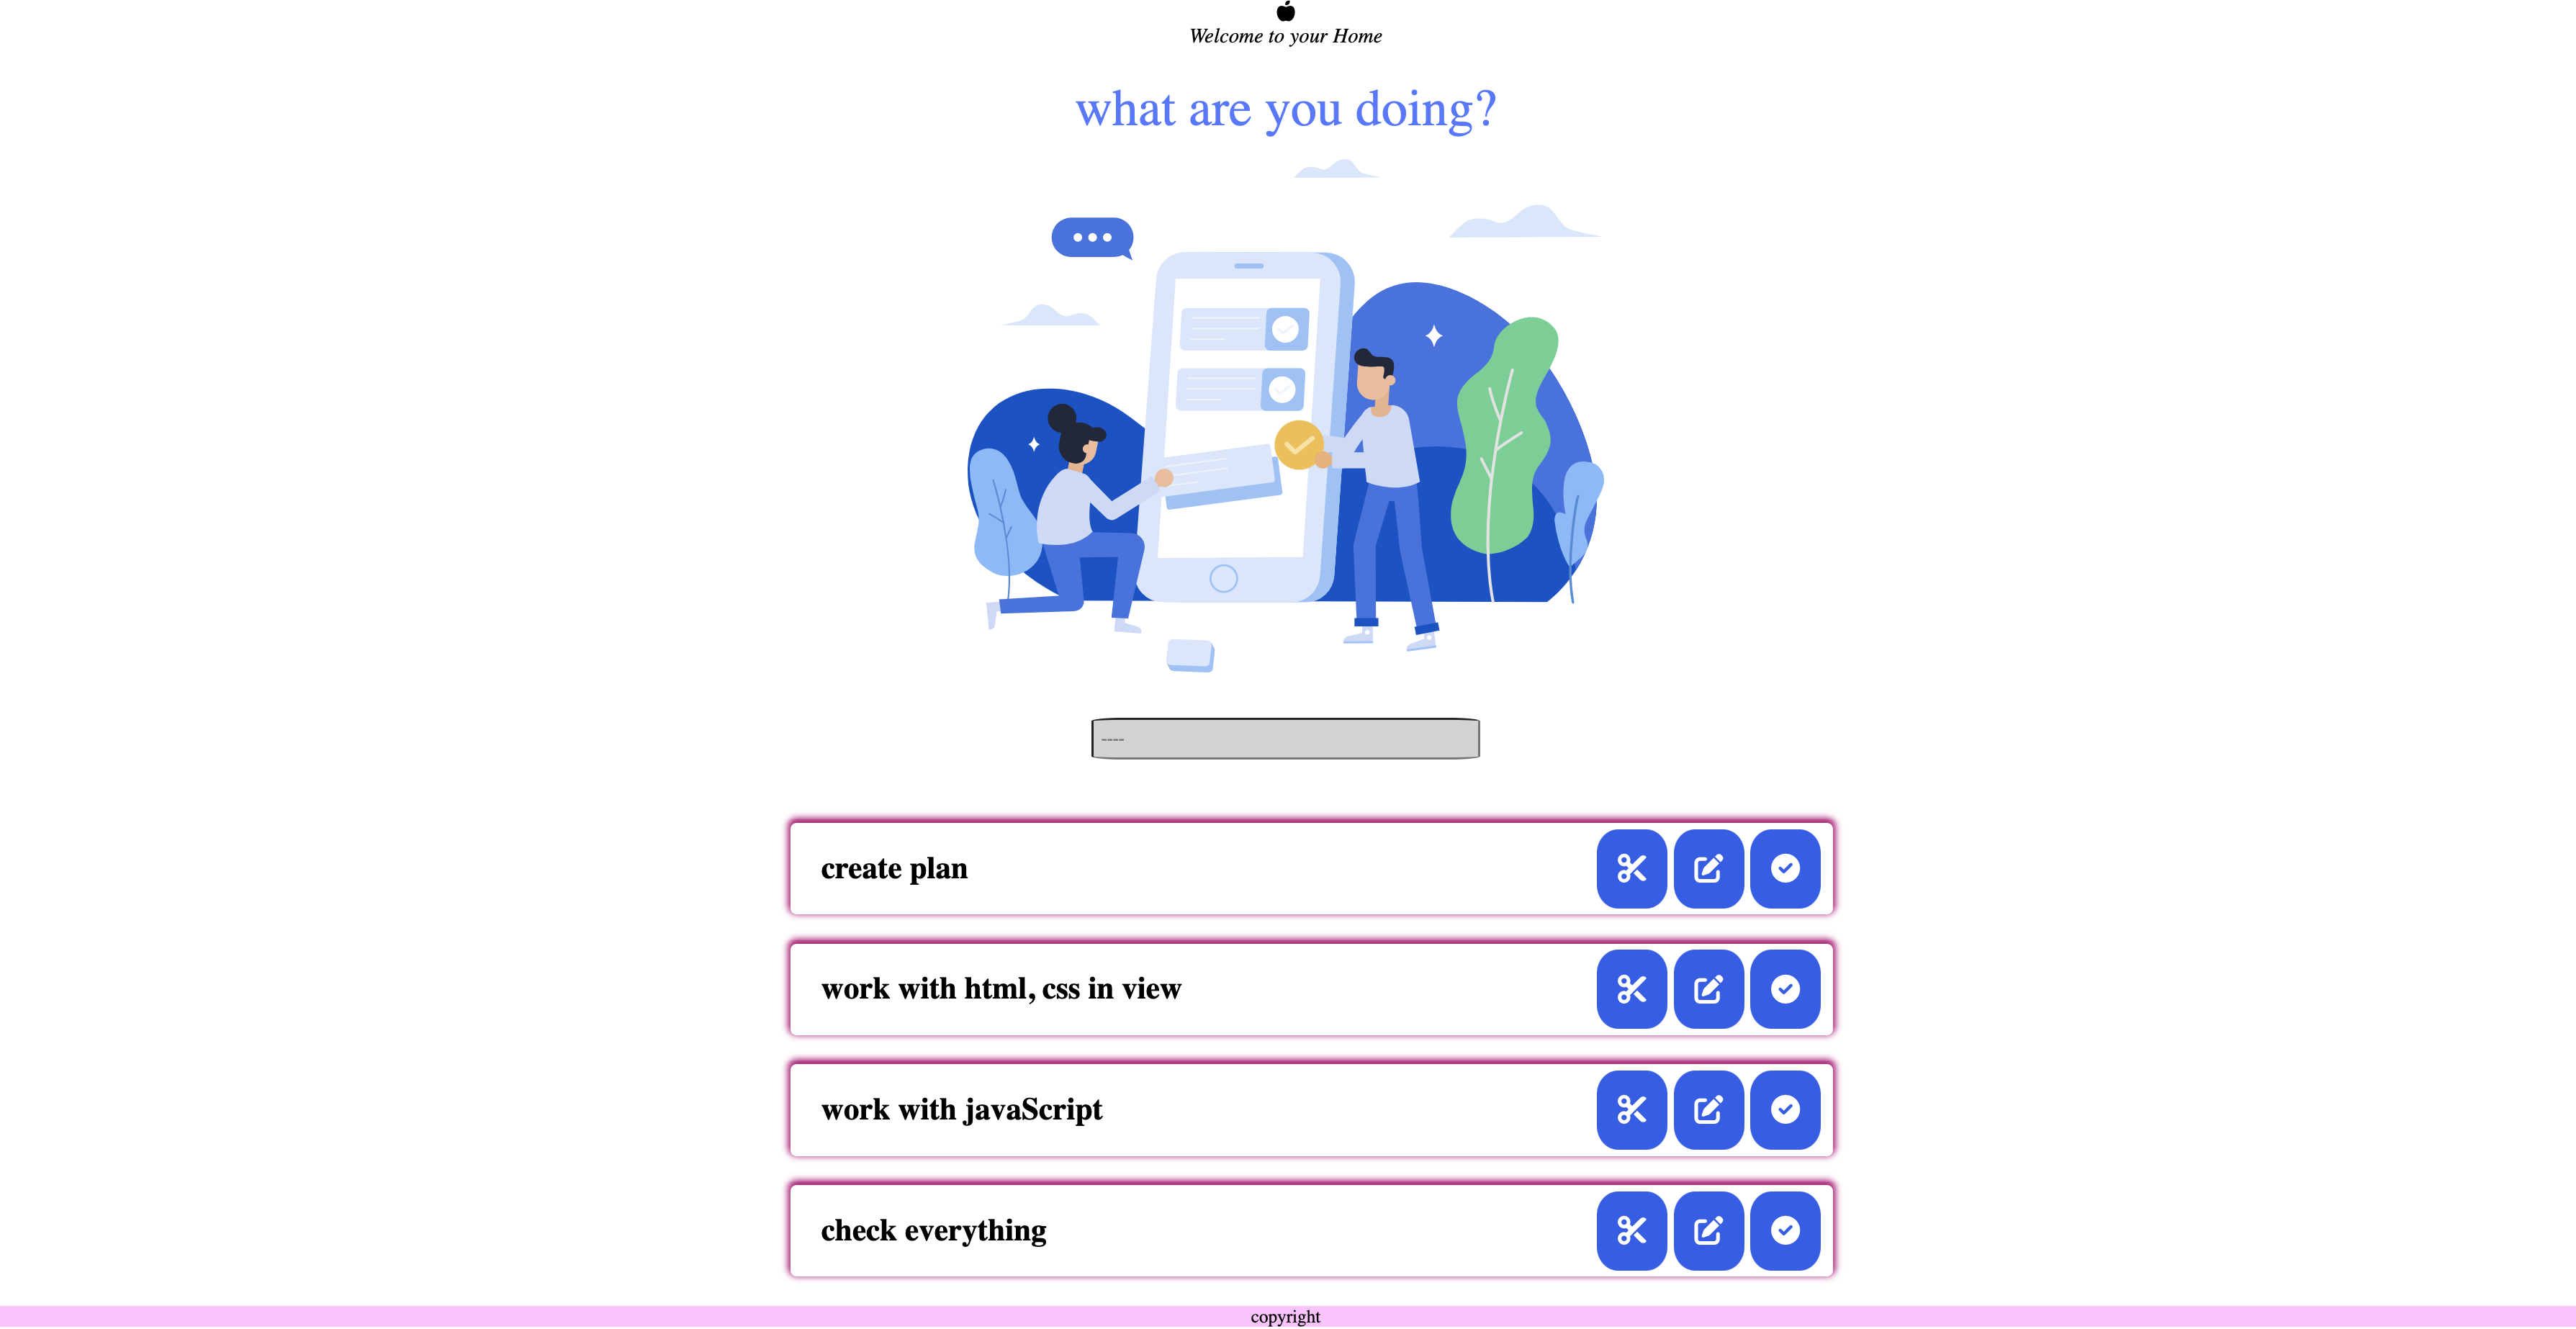 Welcome to your Home
what are you doing?
----
create plan
work with html, css in view
work with javaScript
check everything
copyright